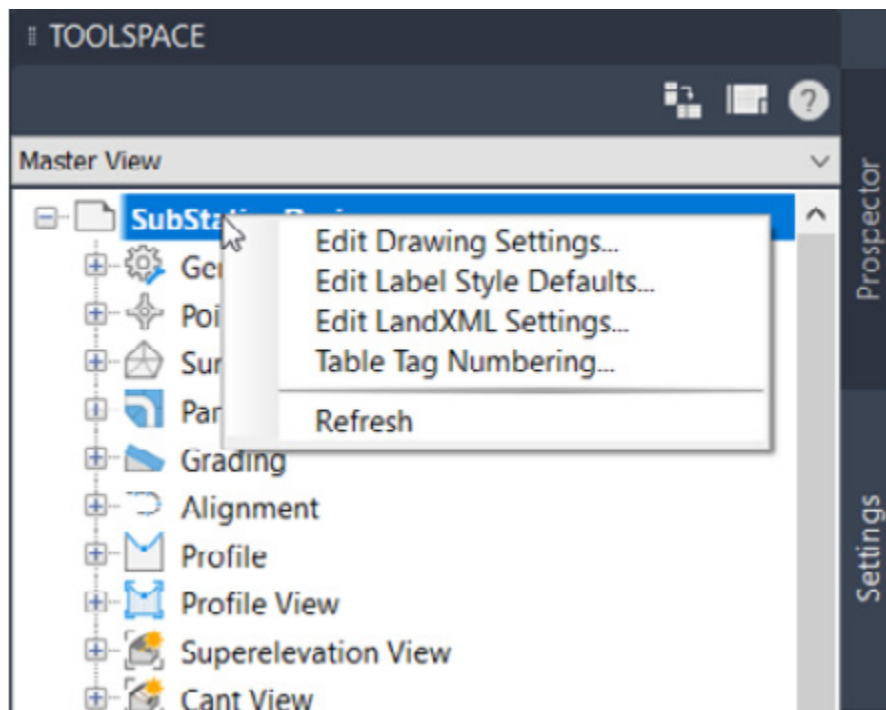 TOOLSPACE
Master View
Edit Drawing Settings...
Edit Label Style Defaults...
Edit LandXML Settings...
Table Tag Numbering...
Refresh
Grading
Alignment
Profile
Profile View
Superelevation View
Cant View
Prospector
Settings